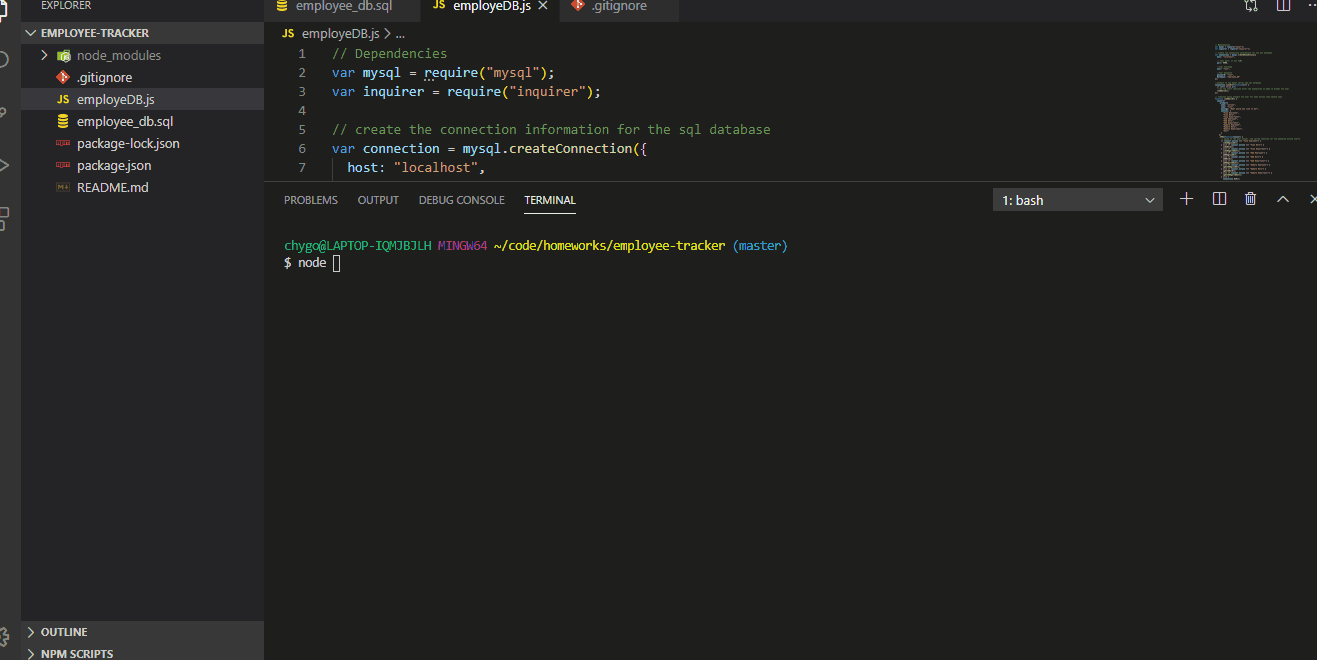 EXPLORER
EMPLOYEE-TRACKER
node_modules
.gitignore
JS employeDB.js
employee_db.sql
package-lock.json
package.json
README.md
OUTLINE
NPM SCRIPTS
employee_db.sql
JS employeDB.js
.gitignore
JS employeDB.js > ...
1 // Dependencies
2 var mysql = require("mysql");
3 var inquirer = require("inquirer");
4
5 // create the connection information for the sql database
6 var connection = mysql.createConnection({
7 host: "localhost",
PROBLEMS OUTPUT DEBUG CONSOLE TERMINAL 1: bash
chygo@LAPTOP-IQMJBJLH MINGW64 ~/code/homeworks/employee-tracker (master)
$ node